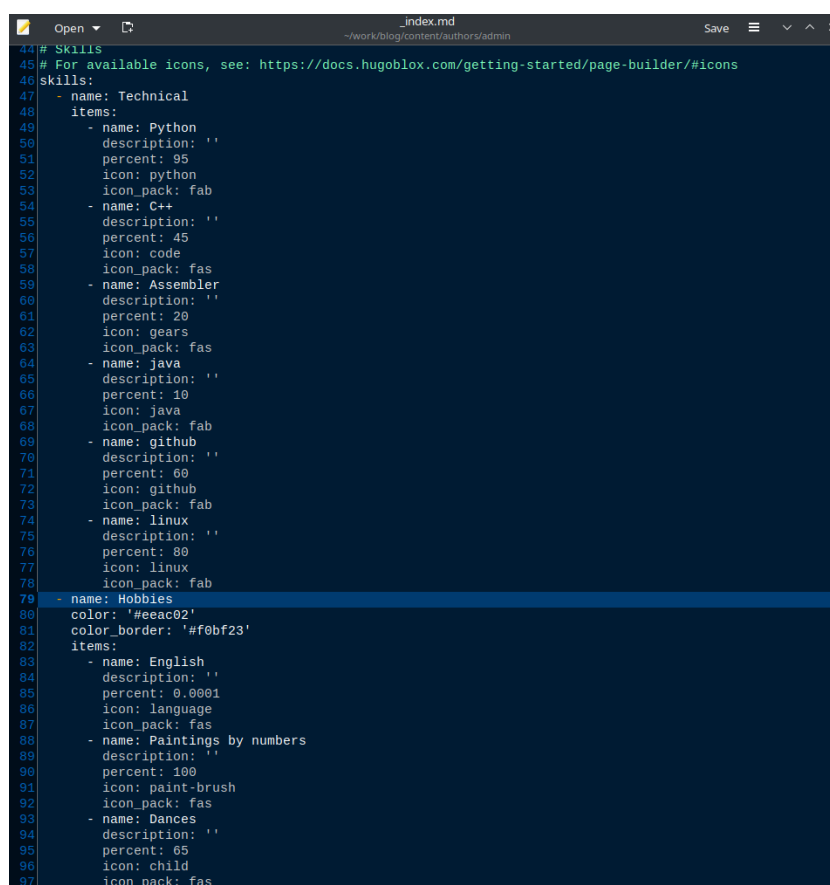 Open
_index.md
~/work/blog/content/authors/admin
Save
44 # Skills
45 # For available icons, see: https://docs.hugoblox.com/getting-started/page-builder/#icons
46 skills:
47   - name: Technical
48     items:
49       - name: Python
50         description: ''
51         percent: 95
52         icon: python
53         icon_pack: fab
54       - name: C++
55         description: ''
56         percent: 45
57         icon: code
58         icon_pack: fas
59       - name: Assembler
60         description: ''
61         percent: 20
62         icon: gears
63         icon_pack: fas
64       - name: java
65         description: ''
66         percent: 10
67         icon: java
68         icon_pack: fab
69       - name: github
70         description: ''
71         percent: 60
72         icon: github
73         icon_pack: fab
74       - name: linux
75         description: ''
76         percent: 80
77         icon: linux
78         icon_pack: fab
79   - name: Hobbies
80     color: '#eeac02'
81     color_border: '#f0bf23'
82     items:
83       - name: English
84         description: ''
85         percent: 0.0001
86         icon: language
87         icon_pack: fas
88       - name: Paintings by numbers
89         description: ''
90         percent: 100
91         icon: paint-brush
92         icon_pack: fas
93       - name: Dances
94         description: ''
95         percent: 65
96         icon: child
97         icon_pack: fas